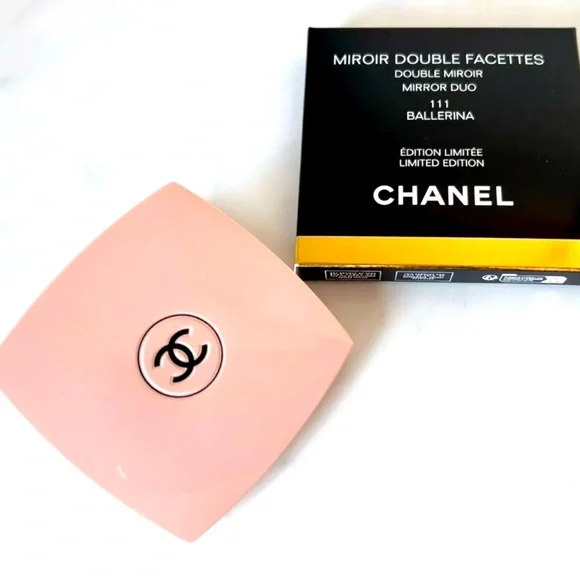 MIROIR DOUBLE FACETTES
DOUBLE MIROIR
MIRROR DUO
111
BALLERINA
ÉDITION LIMITÉE
LIMITED EDITION
CHANEL